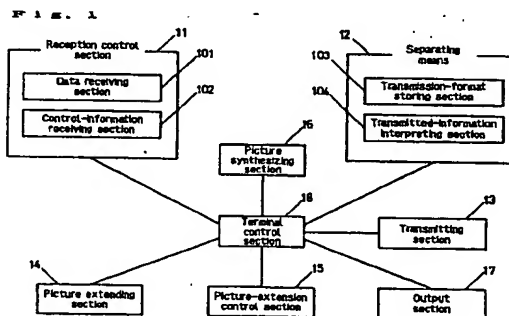 Fig. 1
11
12
Reception control
section
101
Data receiving
section
102
Control-information
receiving section
Separating
means
103
Transmission-format
storing section
104
Transmitted-information
interpreting section
16
Picture
synthesizing
section
18
Terminal
control
section
13
Transmitting
section
14
Picture extending
section
15
Picture-extension
control section
17
Output
section